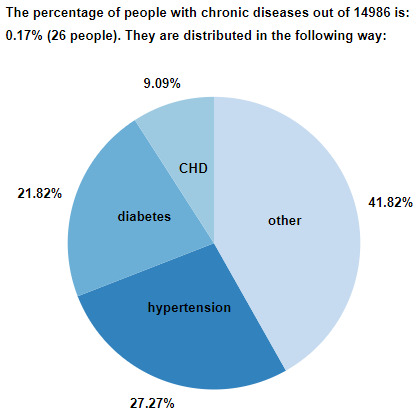 The percentage of people with chronic diseases out of 14986 is:
0.17% (26 people). They are distributed in the following way:
9.09%
CHD
21.82%
41.82%
diabetes
other
hypertension
27.27%